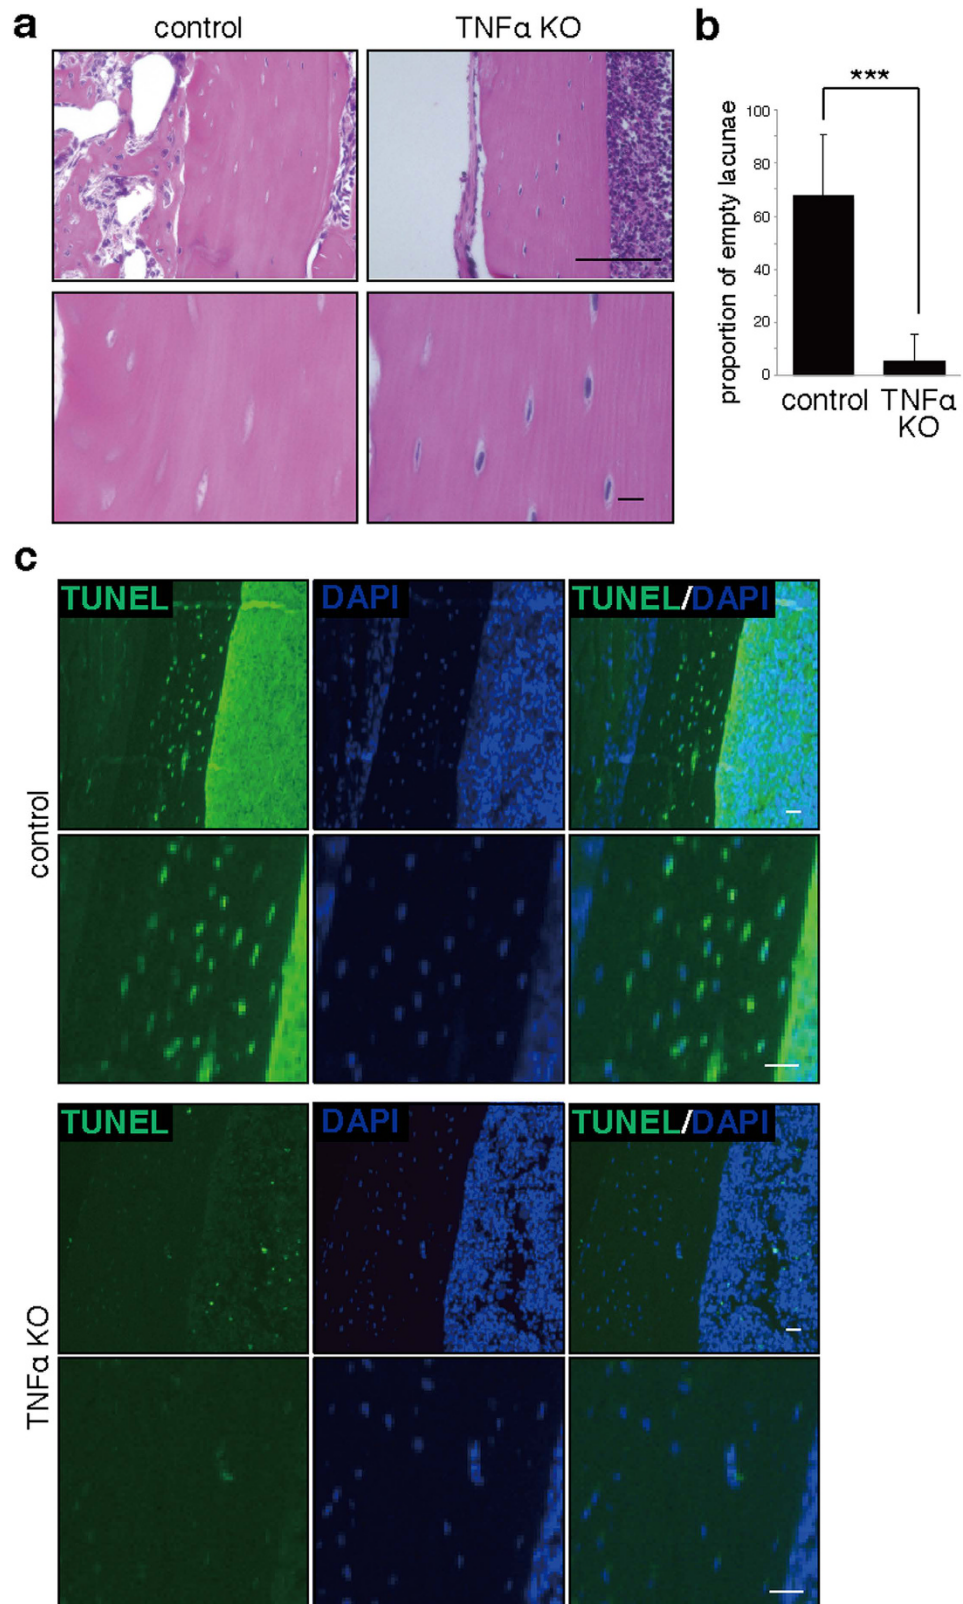 a
control
TNFα KO
b
***
proportion of empty lacunae
100
80
60
40
20
0
control
TNFα
KO
c
control
TUNEL
DAPI
TUNEL/DAPI
TNFα KO
TUNEL
DAPI
TUNEL/DAPI